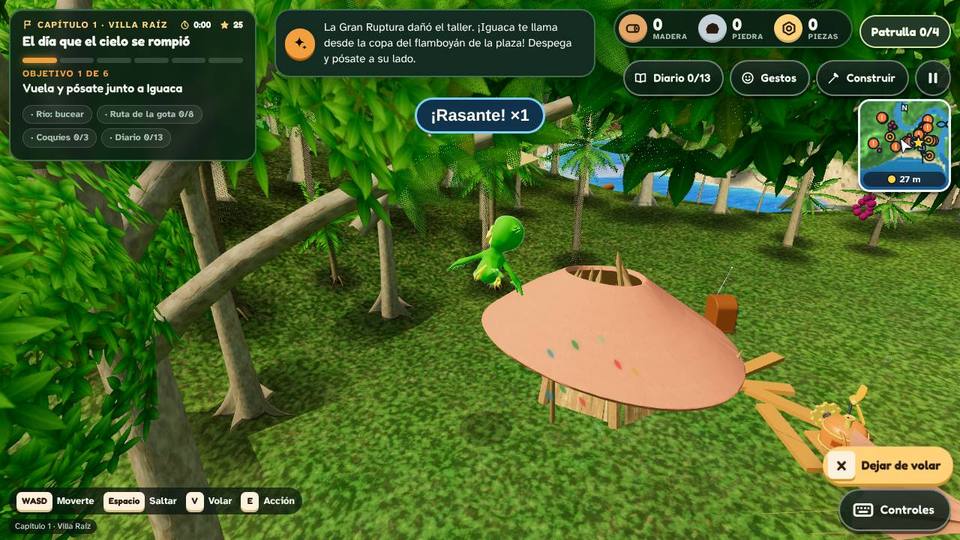 CAPÍTULO 1 · VILLA RAÍZ
0:00
25
El día que el cielo se rompió
OBJETIVO 1 DE 6
Vuela y pósate junto a Iguaca
· Río: bucear
· Ruta de la gota 0/8
· Coquíes 0/3
· Diario 0/13
La Gran Ruptura dañó el taller. ¡Iguaca te llama
desde la copa del flamboyán de la plaza! Despega
y pósate a su lado.
¡Rasante! ×1
0 MADERA
0 PIEDRA
0 PIEZAS
Patrulla 0/4
Diario 0/13
Gestos
Construir
N
27 m
Dejar de volar
Controles
WASD Moverte
Espacio Saltar
V Volar
E Acción
Capítulo 1 · Villa Raíz